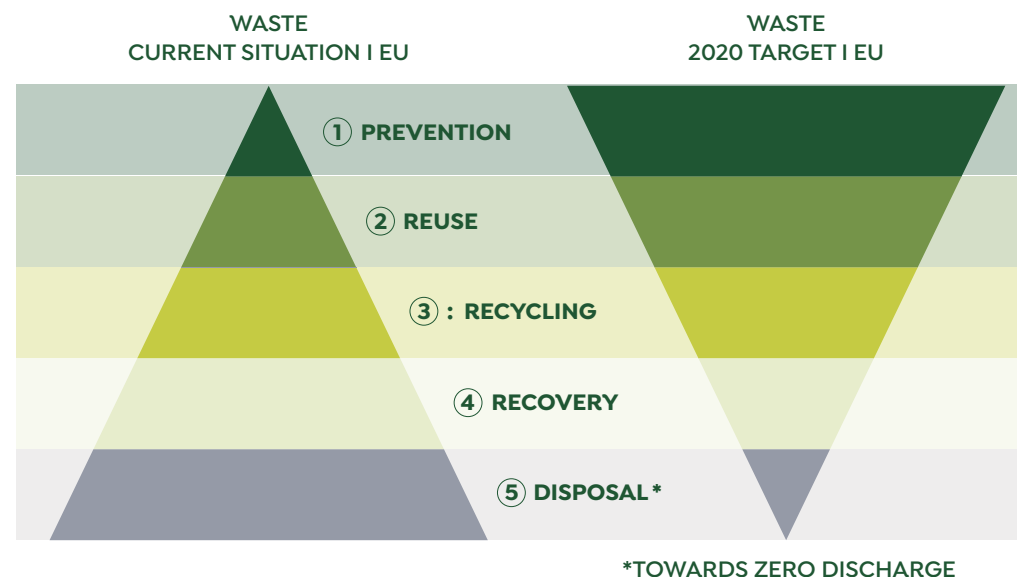 WASTE
CURRENT SITUATION I EU
WASTE
2020 TARGET I EU
1 PREVENTION
2 REUSE
3 : RECYCLING
4 RECOVERY
5 DISPOSAL*
*TOWARDS ZERO DISCHARGE